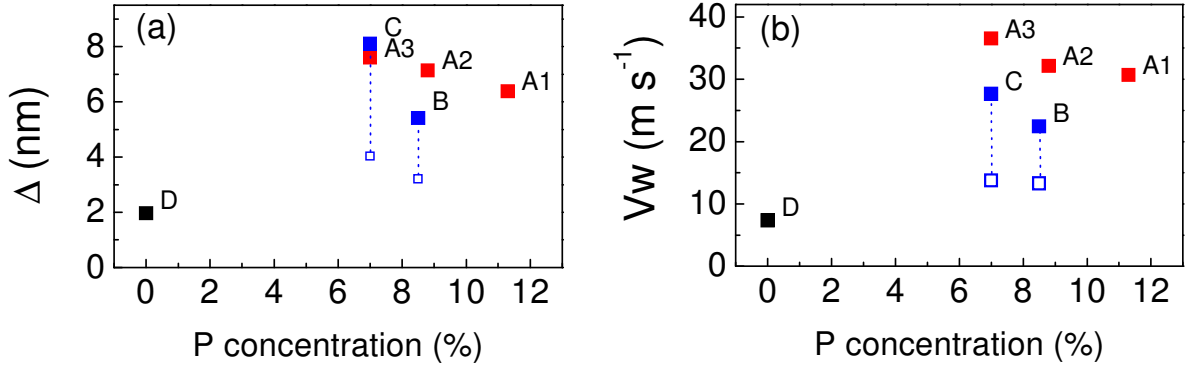 (a)
C
A3
A2
A1
B
D
8
6
4
2
0
0 2 4 6 8 10 12
Δ (nm)
P concentration (%)
(b)
A3
A2
A1
C
B
D
40
30
20
10
0
0 2 4 6 8 10 12
Vw (m s⁻¹)
P concentration (%)